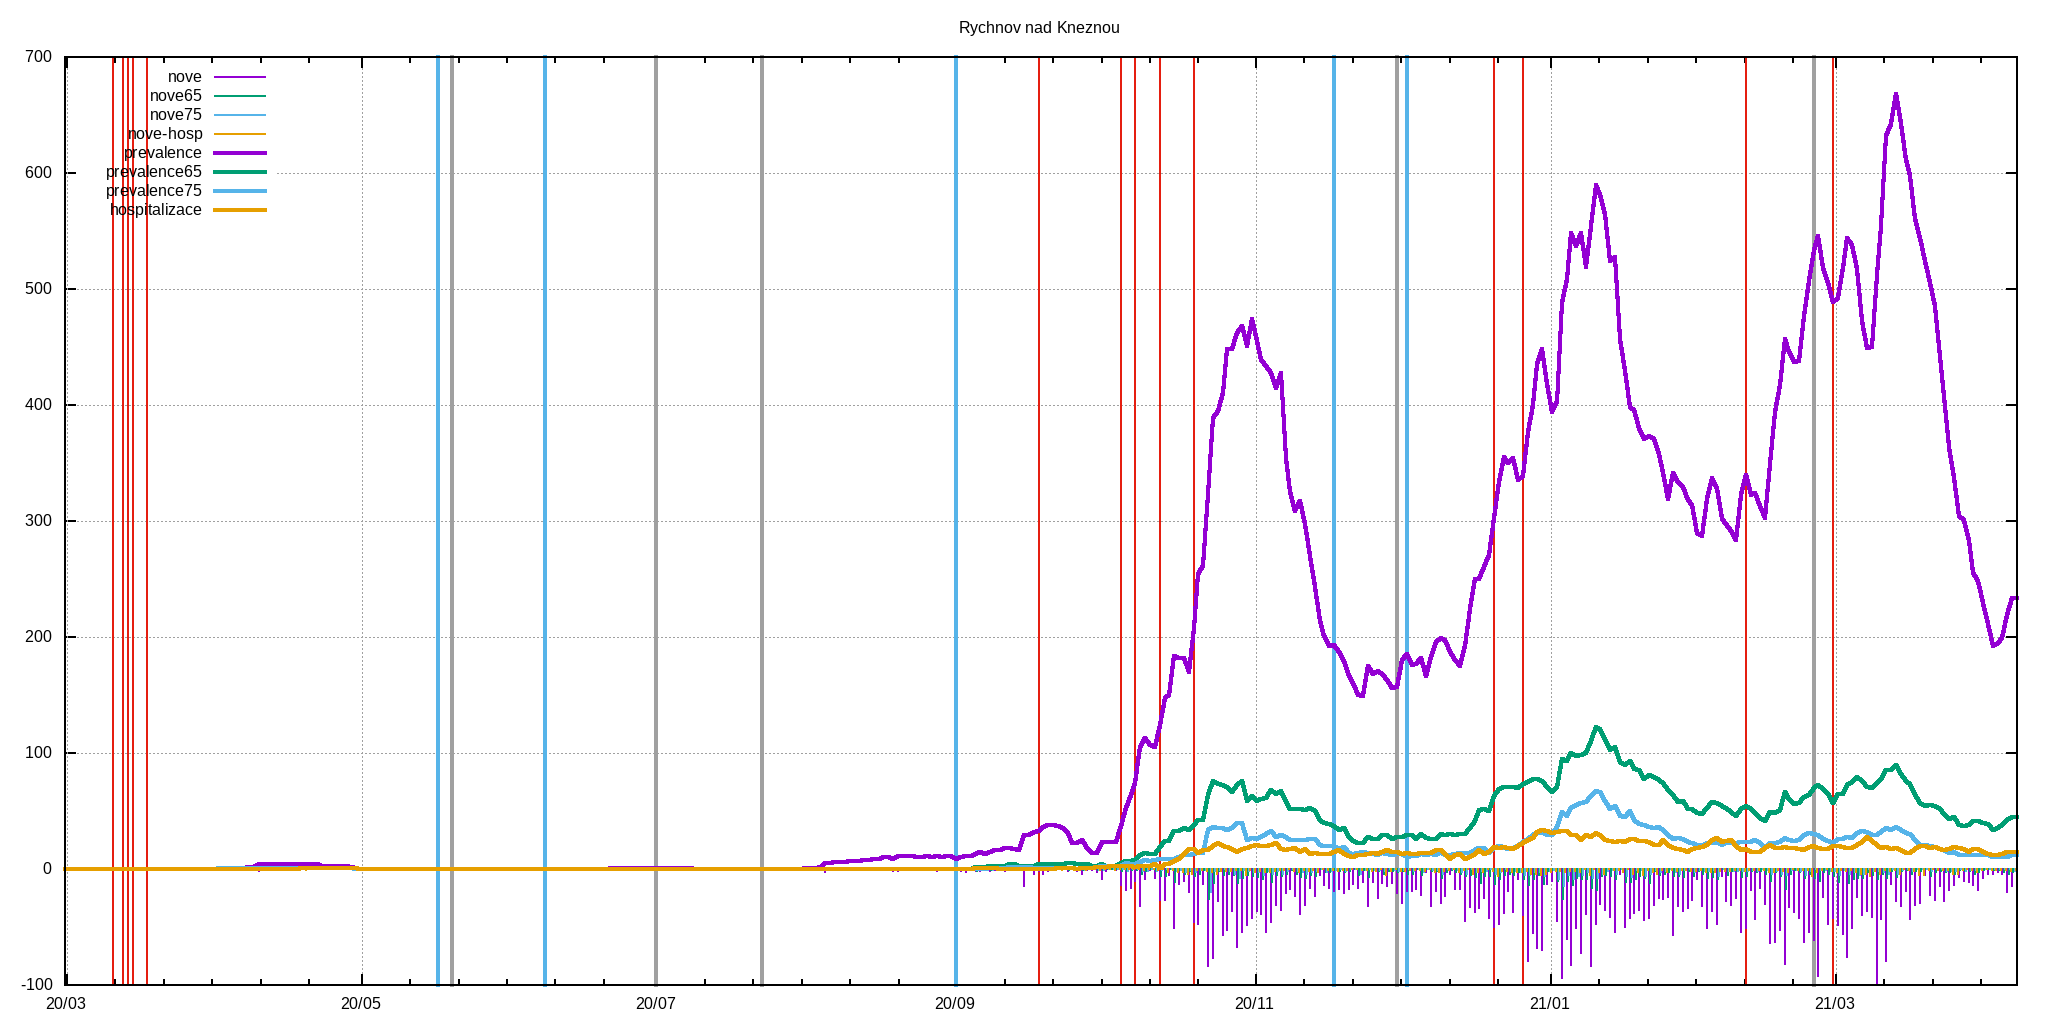 Rychnov nad Kneznou
700
nove
nove65
nove75
nove-hosp
prevalence
prevalence65
prevalence75
hospitalizace
600
500
400
300
200
100
0
-100
20/03 20/05 20/07 20/09 20/11 21/01 21/03